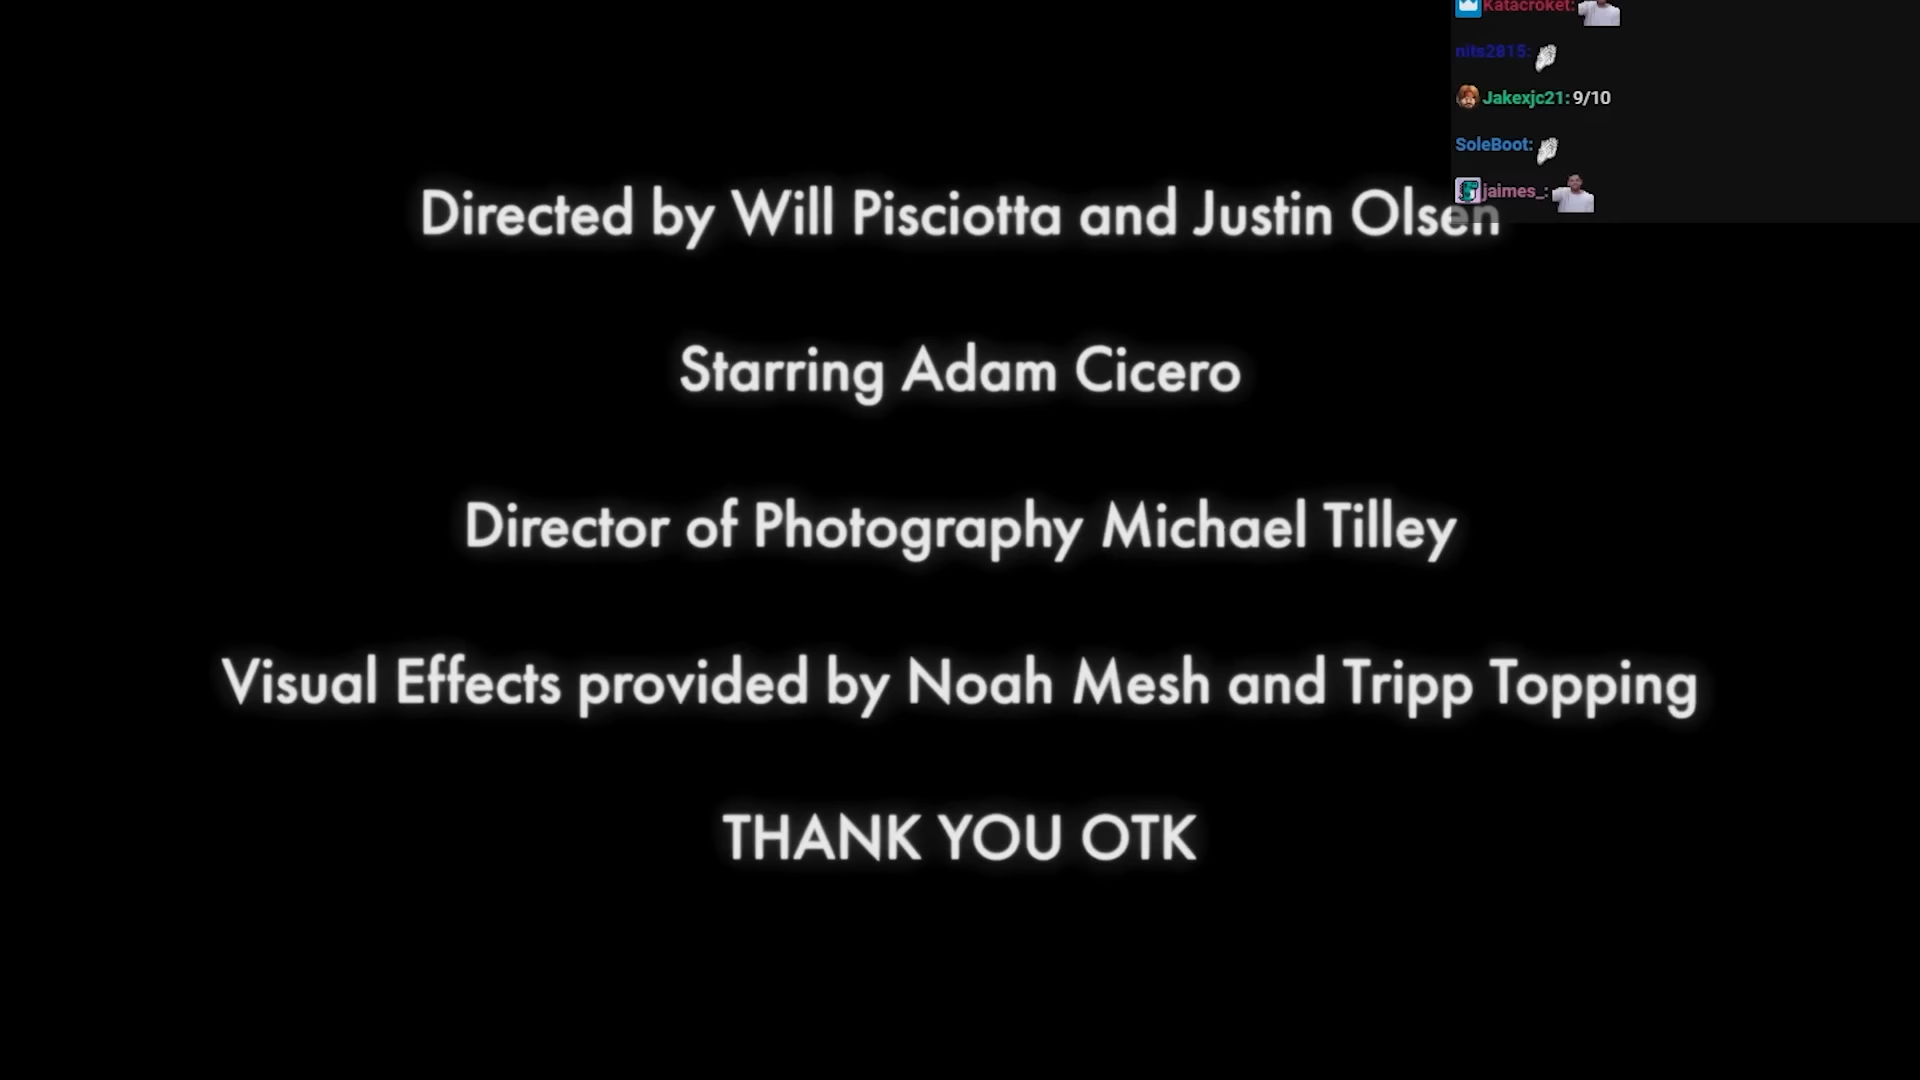 Katacroket:
nits2815:
Jakexjc21: 9/10
SoleBoot:
jaimes_:
Directed by Will Pisciotta and Justin Olsen
Starring Adam Cicero
Director of Photography Michael Tilley
Visual Effects provided by Noah Mesh and Tripp Topping
THANK YOU OTK